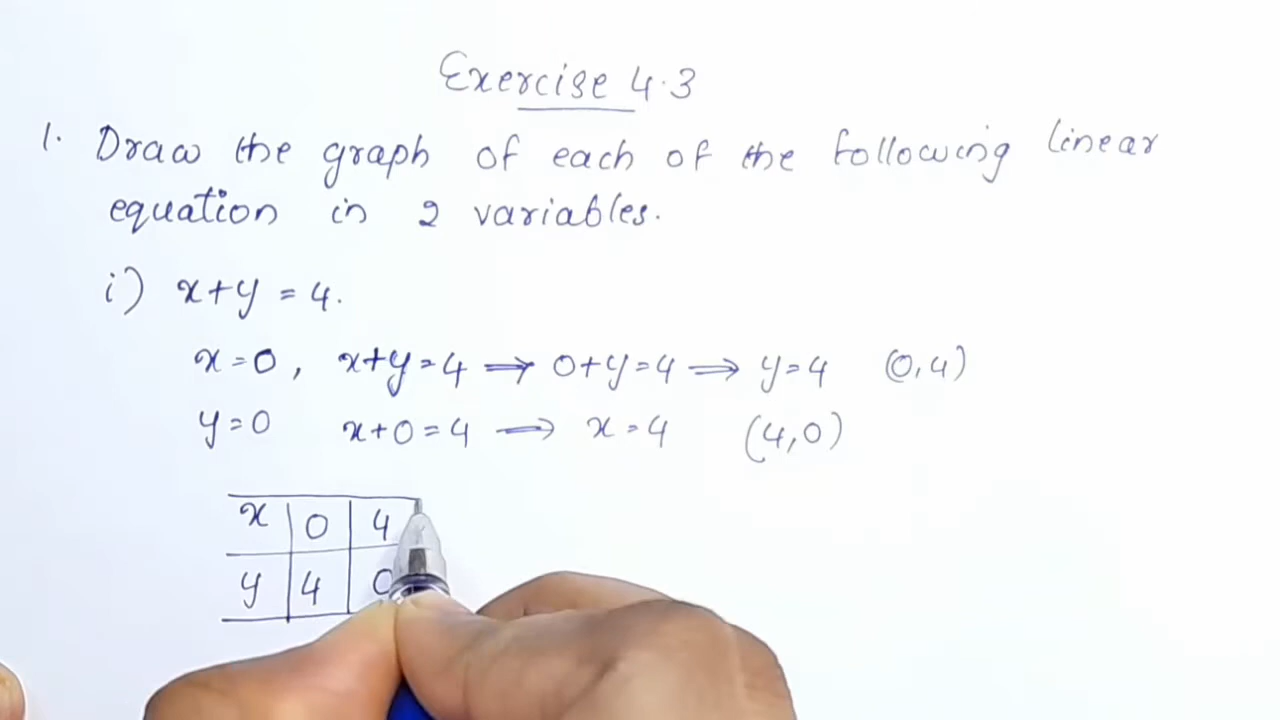 Exercise 4.3
1. Draw the graph of each of the following linear
equation in 2 variables.
i) x+y = 4.
x=0, x+y=4 ⟹ 0+y=4 ⟹ y=4 (0,4)
y=0 x+0=4 ⟹ x=4 (4,0)
x 0 4
y 4 0